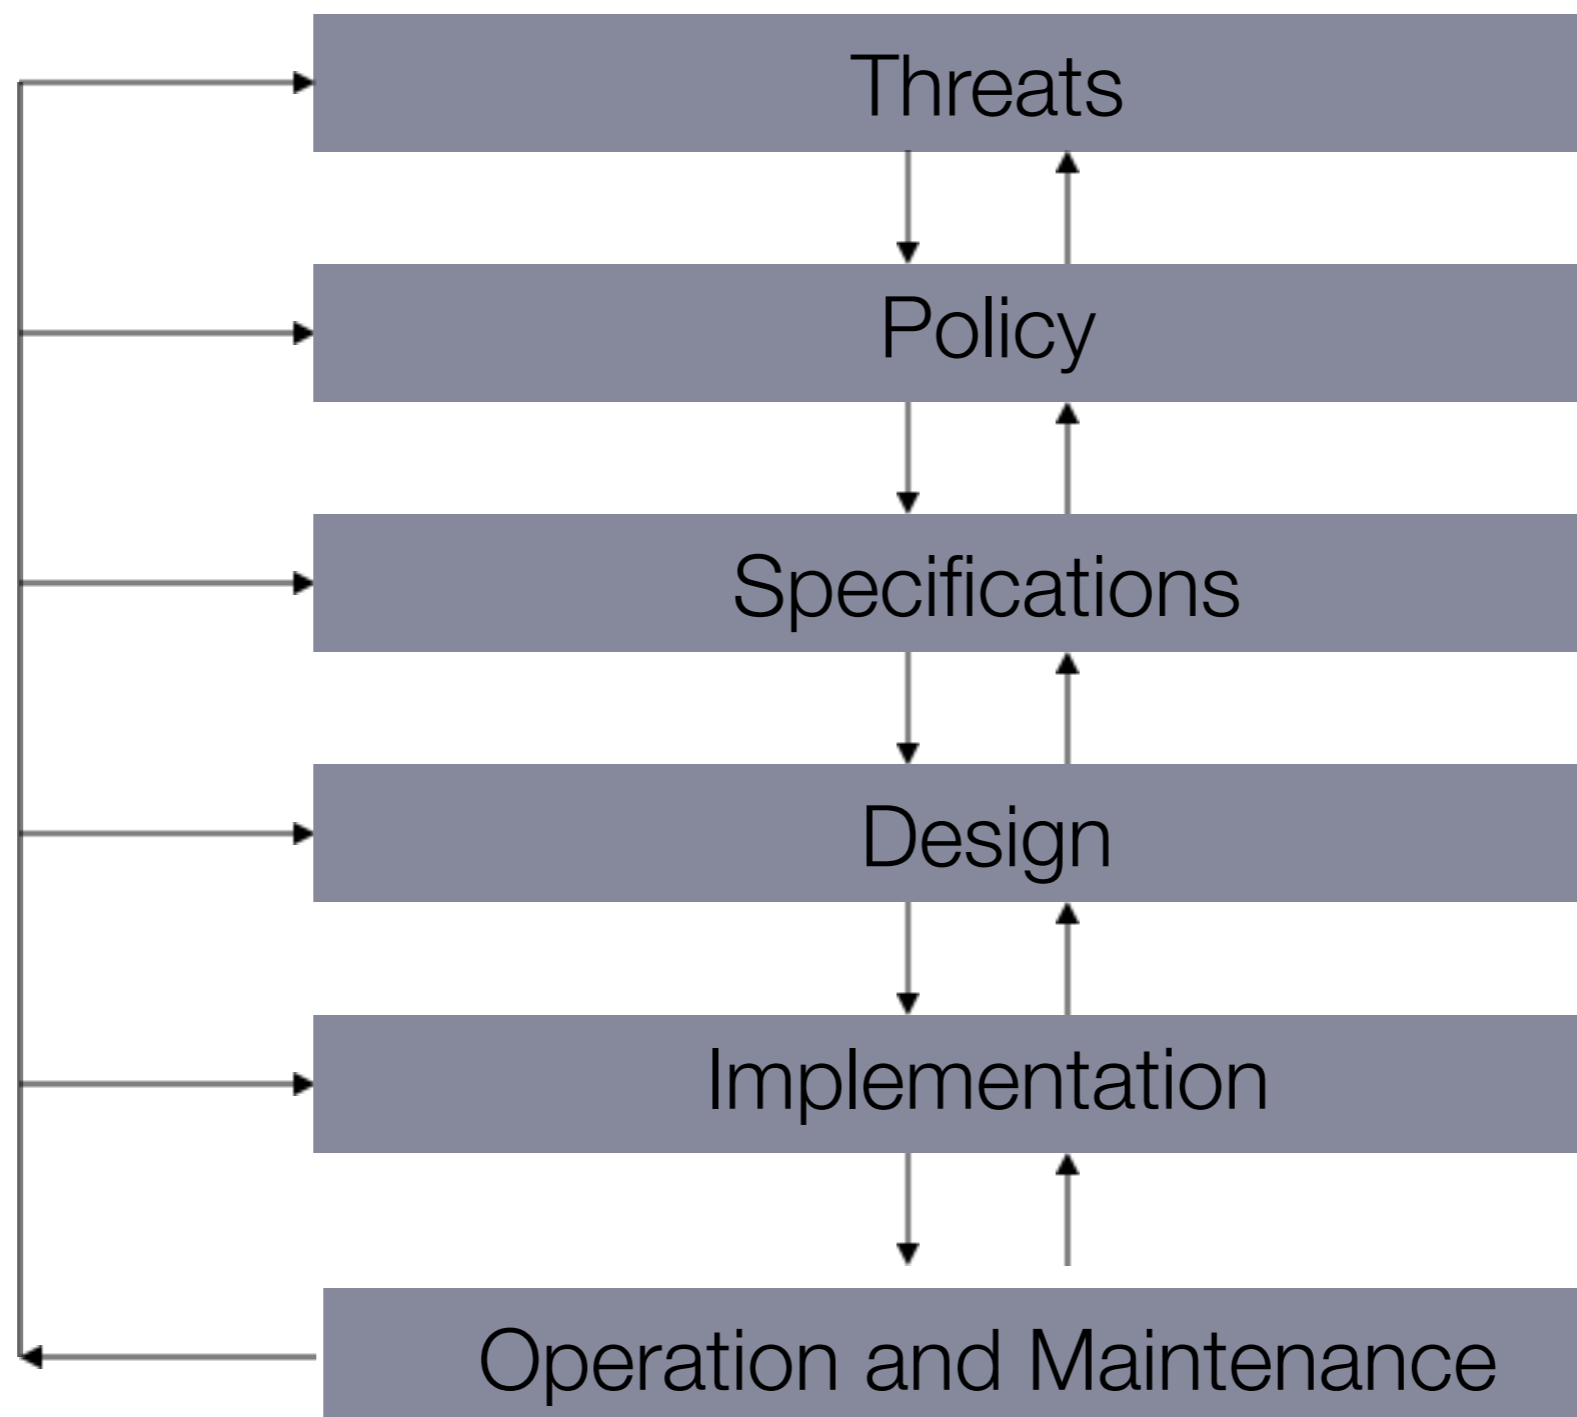 Threats
Policy
Specifications
Design
Implementation
Operation and Maintenance